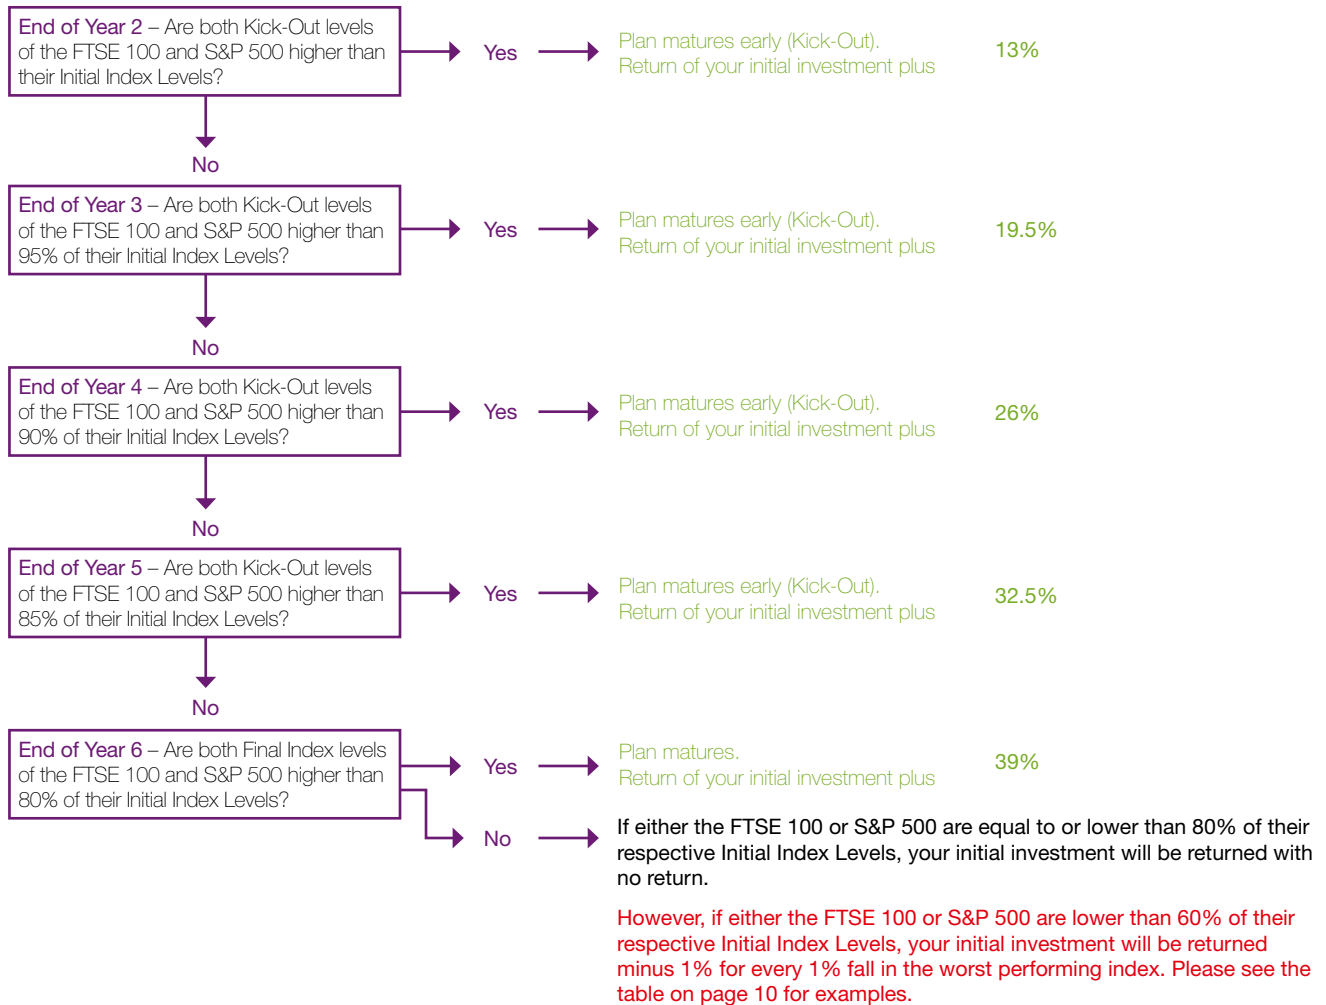 End of Year 2 – Are both Kick-Out levels
of the FTSE 100 and S&P 500 higher than
their Initial Index Levels?
Yes
Plan matures early (Kick-Out).
Return of your initial investment plus
13%
No
End of Year 3 – Are both Kick-Out levels
of the FTSE 100 and S&P 500 higher than
95% of their Initial Index Levels?
Yes
Plan matures early (Kick-Out).
Return of your initial investment plus
19.5%
No
End of Year 4 – Are both Kick-Out levels
of the FTSE 100 and S&P 500 higher than
90% of their Initial Index Levels?
Yes
Plan matures early (Kick-Out).
Return of your initial investment plus
26%
No
End of Year 5 – Are both Kick-Out levels
of the FTSE 100 and S&P 500 higher than
85% of their Initial Index Levels?
Yes
Plan matures early (Kick-Out).
Return of your initial investment plus
32.5%
No
End of Year 6 – Are both Final Index levels
of the FTSE 100 and S&P 500 higher than
80% of their Initial Index Levels?
Yes
Plan matures.
Return of your initial investment plus
39%
No
If either the FTSE 100 or S&P 500 are equal to or lower than 80% of their
respective Initial Index Levels, your initial investment will be returned with
no return.
However, if either the FTSE 100 or S&P 500 are lower than 60% of their
respective Initial Index Levels, your initial investment will be returned
minus 1% for every 1% fall in the worst performing index. Please see the
table on page 10 for examples.